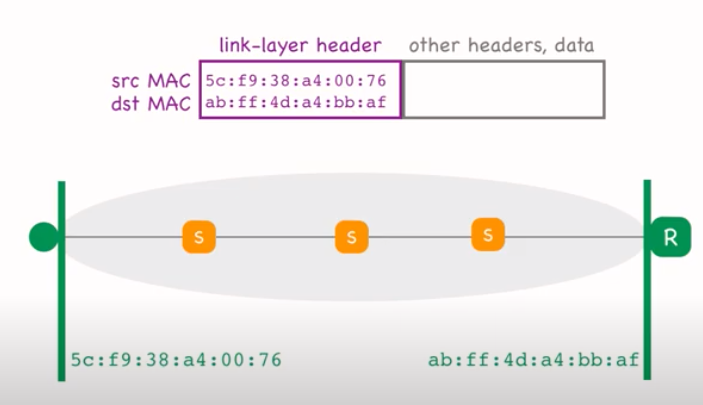 link-layer header other headers, data
src MAC 5c:f9:38:a4:00:76
dst MAC ab:ff:4d:a4:bb:af
S S S R
5c:f9:38:a4:00:76 ab:ff:4d:a4:bb:af